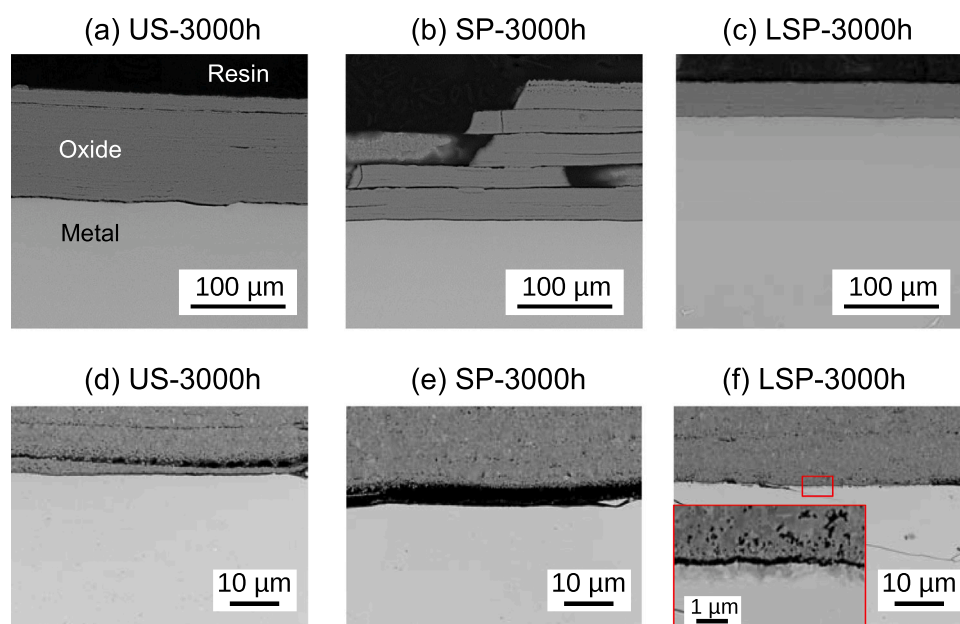 (a) US-3000h
(b) SP-3000h
(c) LSP-3000h
Resin
Oxide
Metal
100 µm
100 µm
100 µm
(d) US-3000h
(e) SP-3000h
(f) LSP-3000h
10 µm
10 µm
10 µm
1 µm